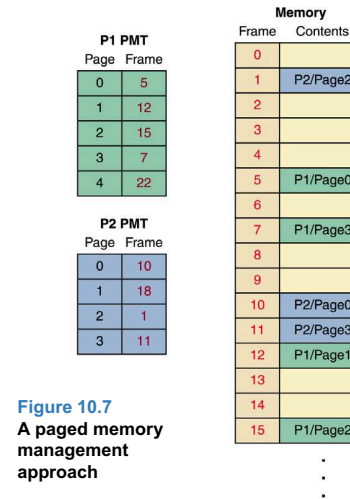 P1 PMT
Page Frame
0 5
1 12
2 15
3 7
4 22
P2 PMT
Page Frame
0 10
1 18
2 1
3 11
Figure 10.7
A paged memory
management
approach
Memory
Frame Contents
0
1 P2/Page2
2
3
4
5 P1/Page0
6
7 P1/Page3
8
9
10 P2/Page0
11 P2/Page3
12 P1/Page1
13
14
15 P1/Page2